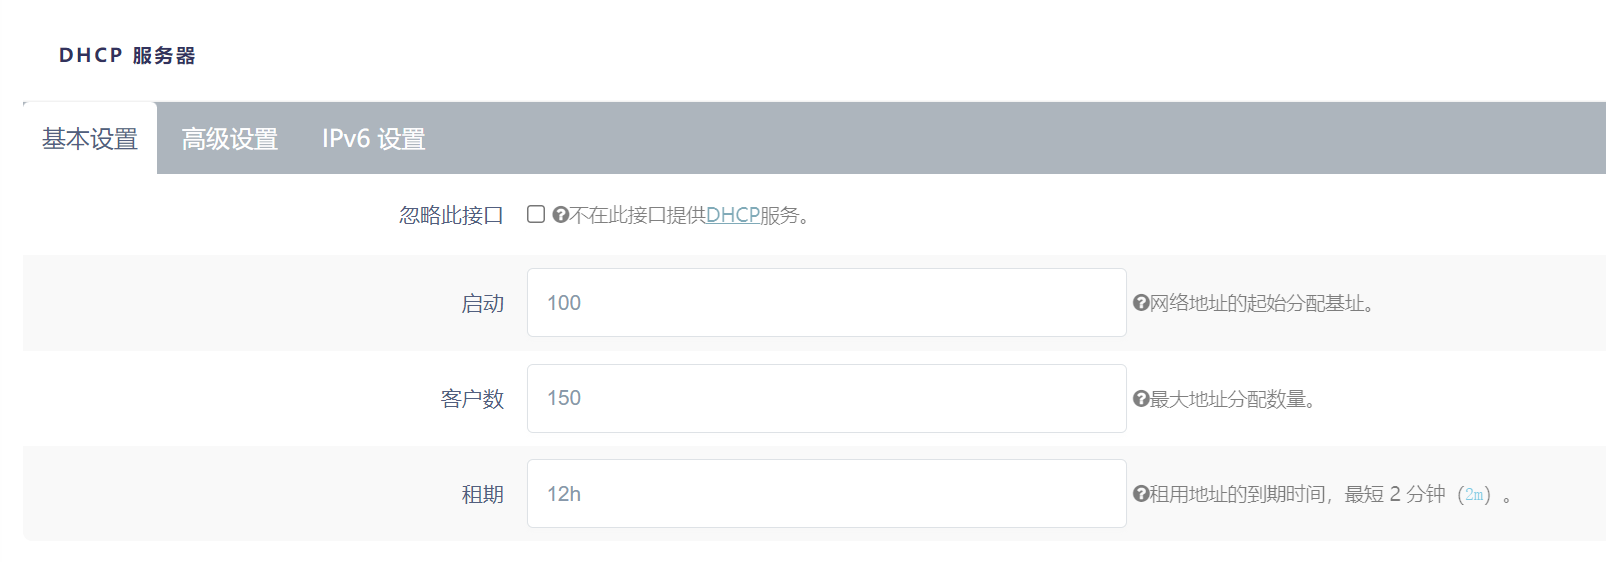 DHCP 服务器
基本设置 高级设置 IPv6 设置
忽略此接口 不在此接口提供DHCP服务。
启动 100 网络地址的起始分配基址。
客户数 150 最大地址分配数量。
租期 12h 租用地址的到期时间，最短 2 分钟（2m）。